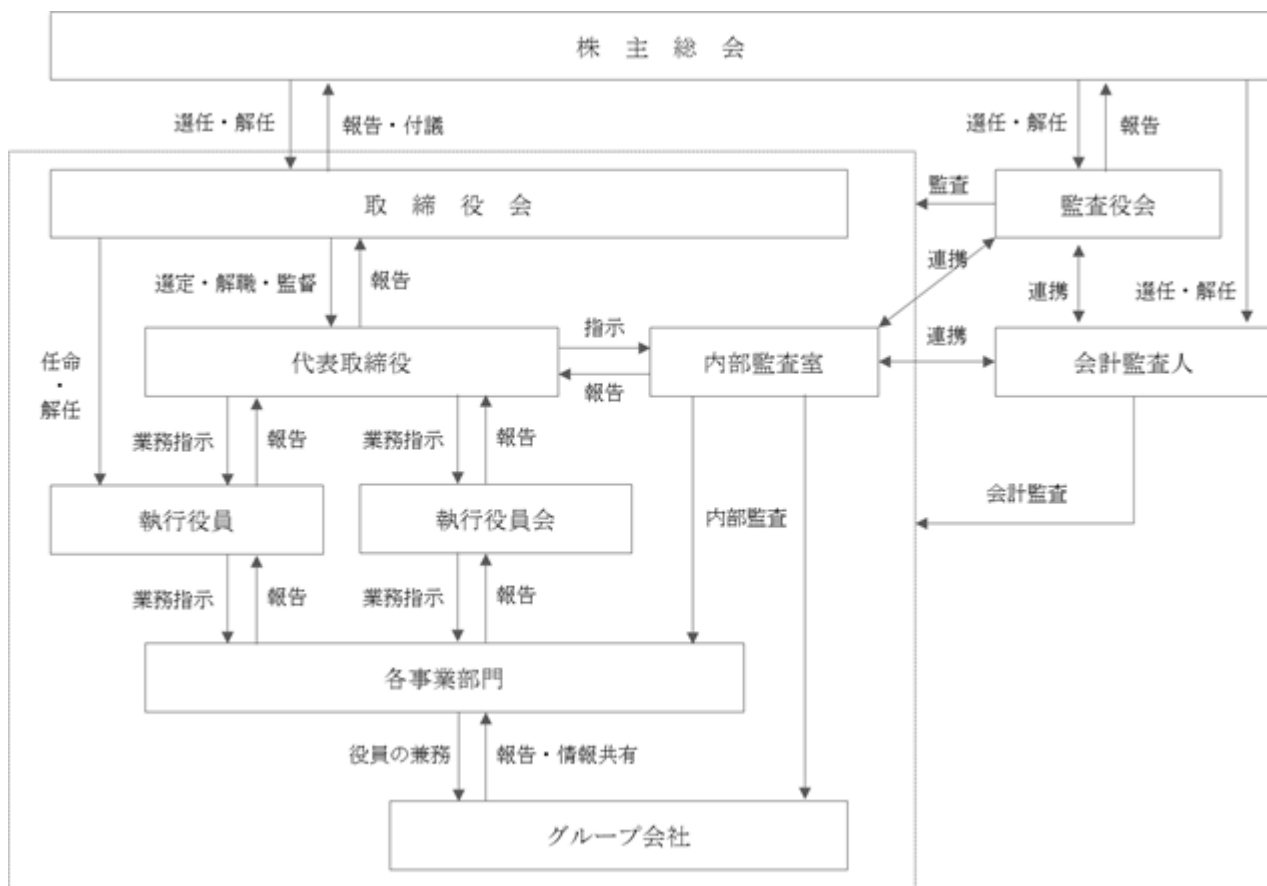 株 主 総 会
選任・解任
報告・付議
選任・解任
報告
取 締 役 会
監査
監査役会
選定・解職・監督
報告
連携
連携
選任・解任
任命
・
解任
代表取締役
指示
報告
内部監査室
連携
会計監査人
業務指示
報告
業務指示
報告
執行役員
執行役員会
内部監査
会計監査
業務指示
報告
業務指示
報告
各事業部門
役員の兼務
報告・情報共有
グループ会社